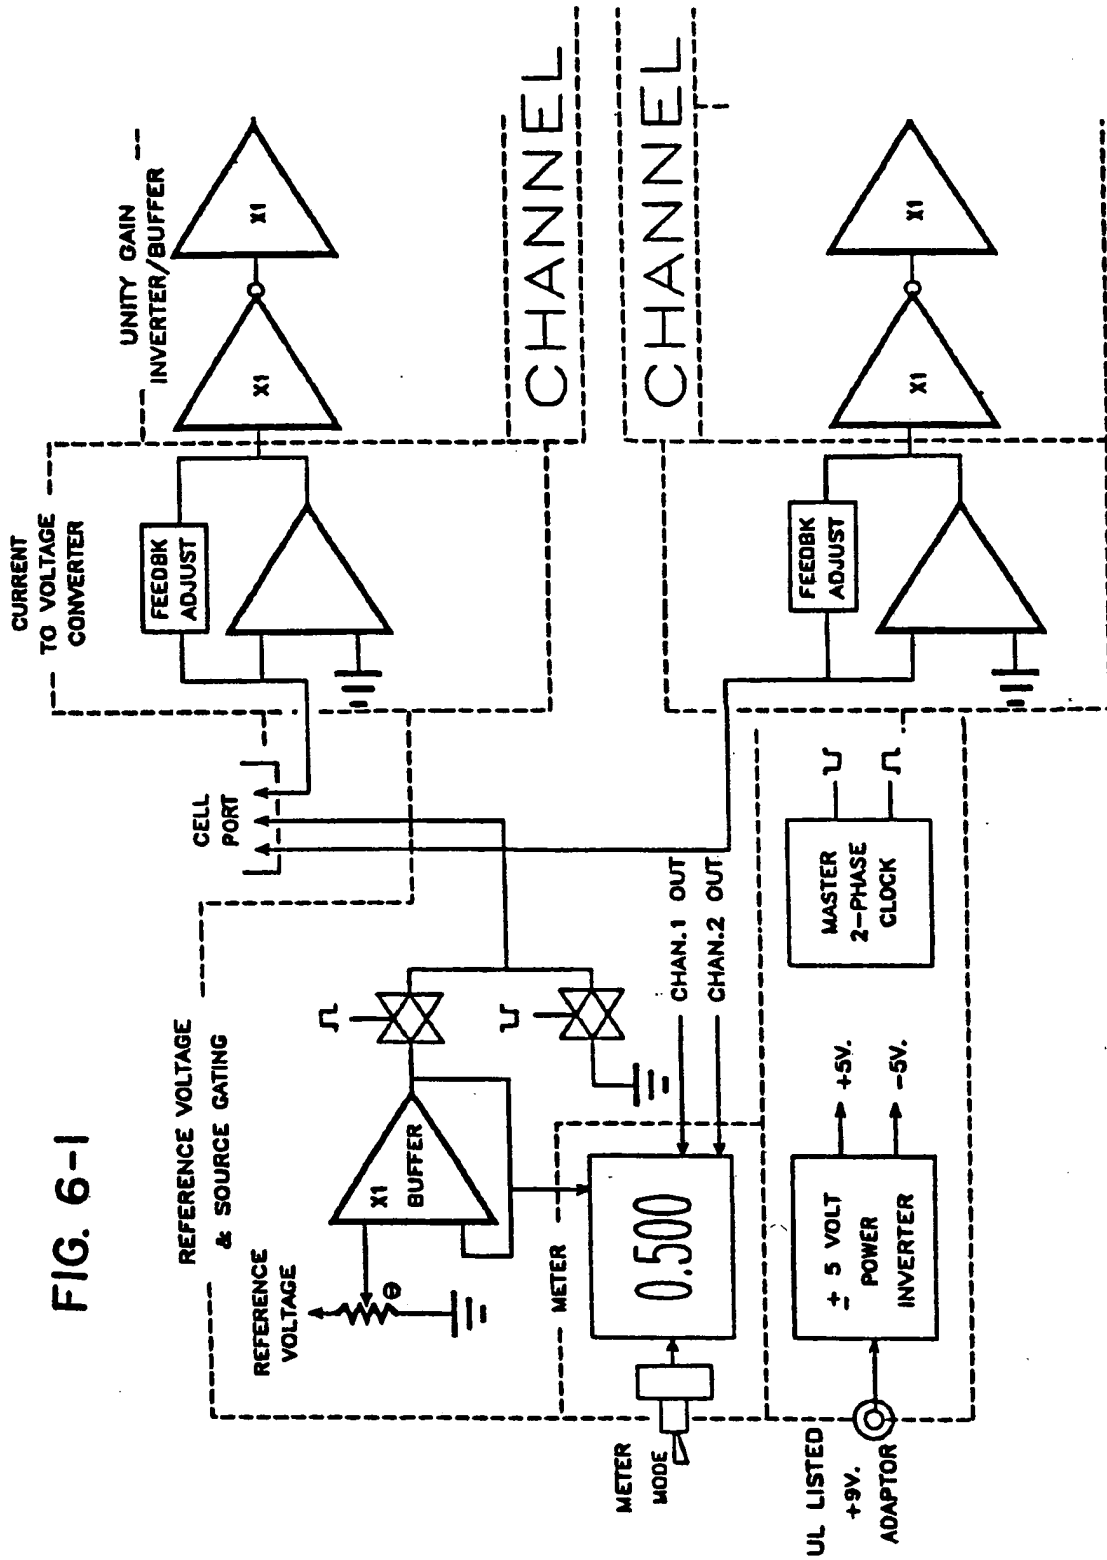 FIG. 6-1
REFERENCE VOLTAGE
& SOURCE GATING
REFERENCE
VOLTAGE
X1
BUFFER
METER
0.500
METER
MODE
CHAN.1 OUT
CHAN.2 OUT
UL LISTED
+9V.
ADAPTOR
± 5 VOLT
POWER
INVERTER
+5V.
-5V.
MASTER
2-PHASE
CLOCK
CELL
PORT
CURRENT
TO VOLTAGE
CONVERTER
FEEDBK
ADJUST
FEEDBK
ADJUST
UNITY GAIN
INVERTER/BUFFER
X1
X1
CHANNEL
CHANNEL
X1
X1